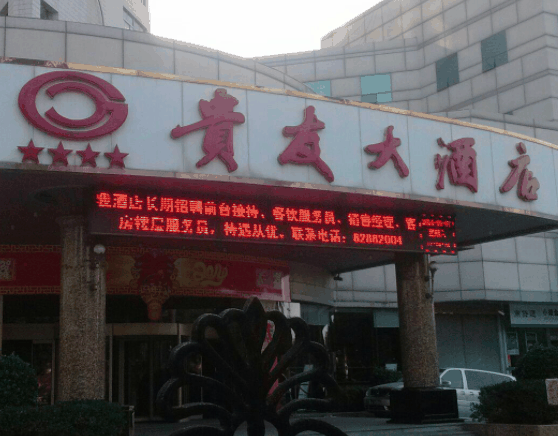 贵友大酒店
我酒店长期招聘前台接待、客饮服务员、销售经理、客
房楼层服务员，待遇从优、联系电话：82882004